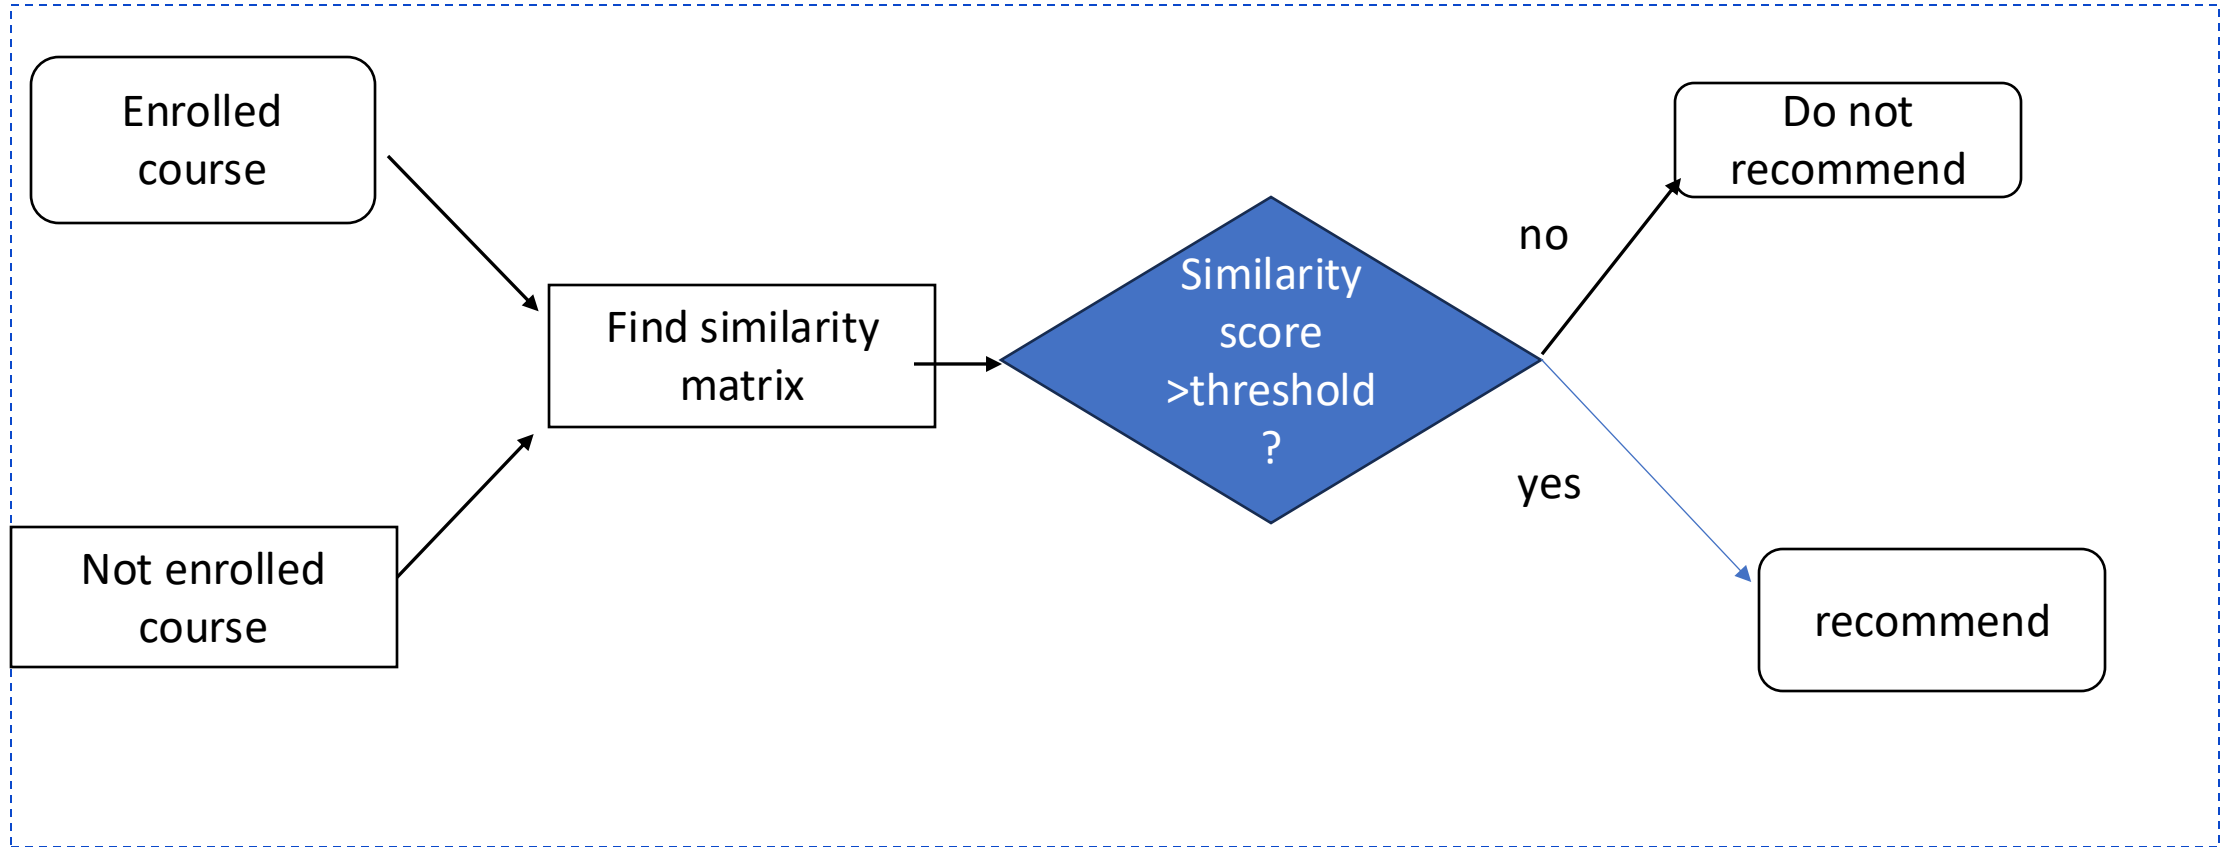 Enrolled
course
Not enrolled
course
Find similarity
matrix
Similarity
score
>threshold
?
no
Do not
recommend
yes
recommend